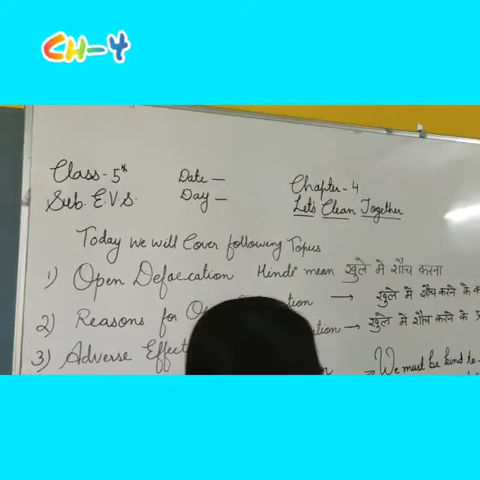 CH-4
Class - 5th Date - Chapter - 4
Sub. E.V.S. Day - Let's Clean Together
Today we will Cover following Topics
1) Open Defaecation Hindi mean खुले मे शौच करना
2) Reasons for → खुले मे शौच करने के
3) Adverse → खुले मे शौच करने के
We must be kind to